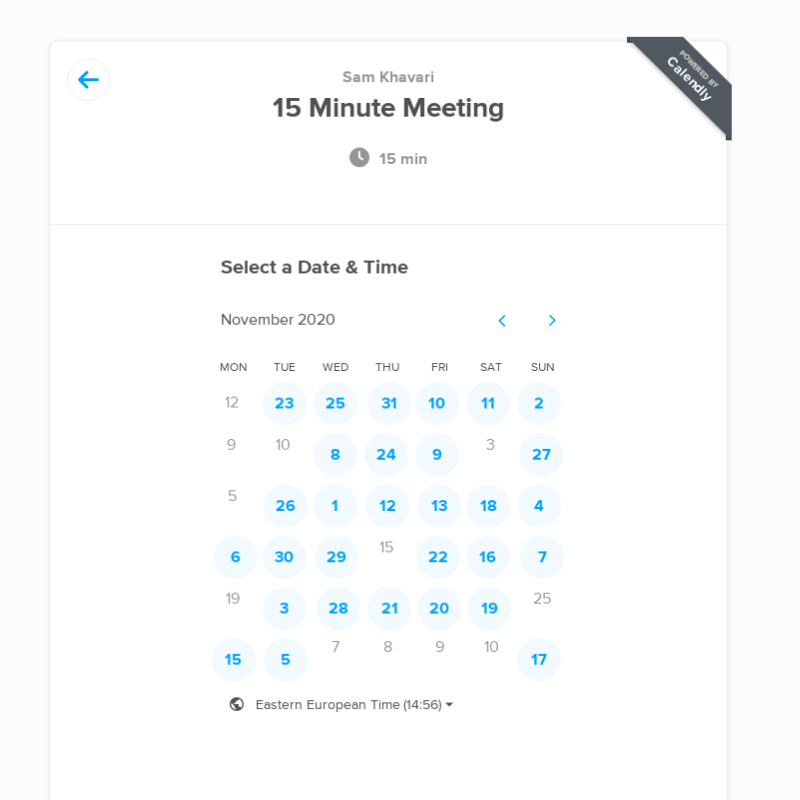 POWERED BY
Calendly
Sam Khavari
15 Minute Meeting
15 min
Select a Date & Time
November 2020
MON TUE WED THU FRI SAT SUN
12 23 25 31 10 11 2
9 10 8 24 9 3 27
5 26 1 12 13 18 4
6 30 29 15 22 16 7
19 3 28 21 20 19 25
15 5 7 8 9 10 17
Eastern European Time (14:56)